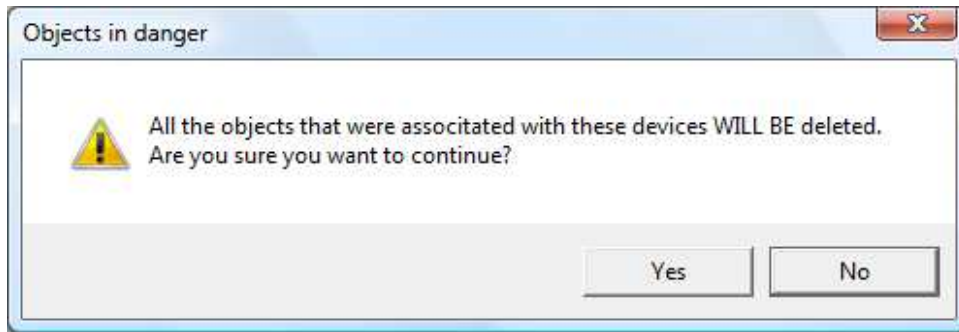 Objects in danger
All the objects that were associtated with these devices WILL BE deleted.
Are you sure you want to continue?
Yes
No